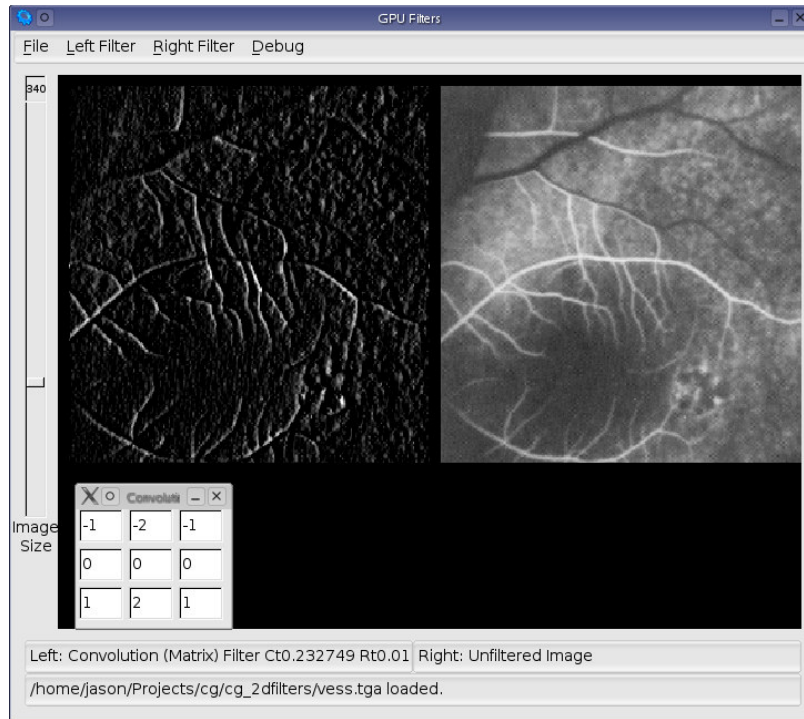 GPU Filters
File Left Filter Right Filter Debug
340
Image
Size
Convoluti
-1 -2 -1
0 0 0
1 2 1
Left: Convolution (Matrix) Filter Ct0.232749 Rt0.01 Right: Unfiltered Image
/home/jason/Projects/cg/cg_2dfilters/vess.tga loaded.